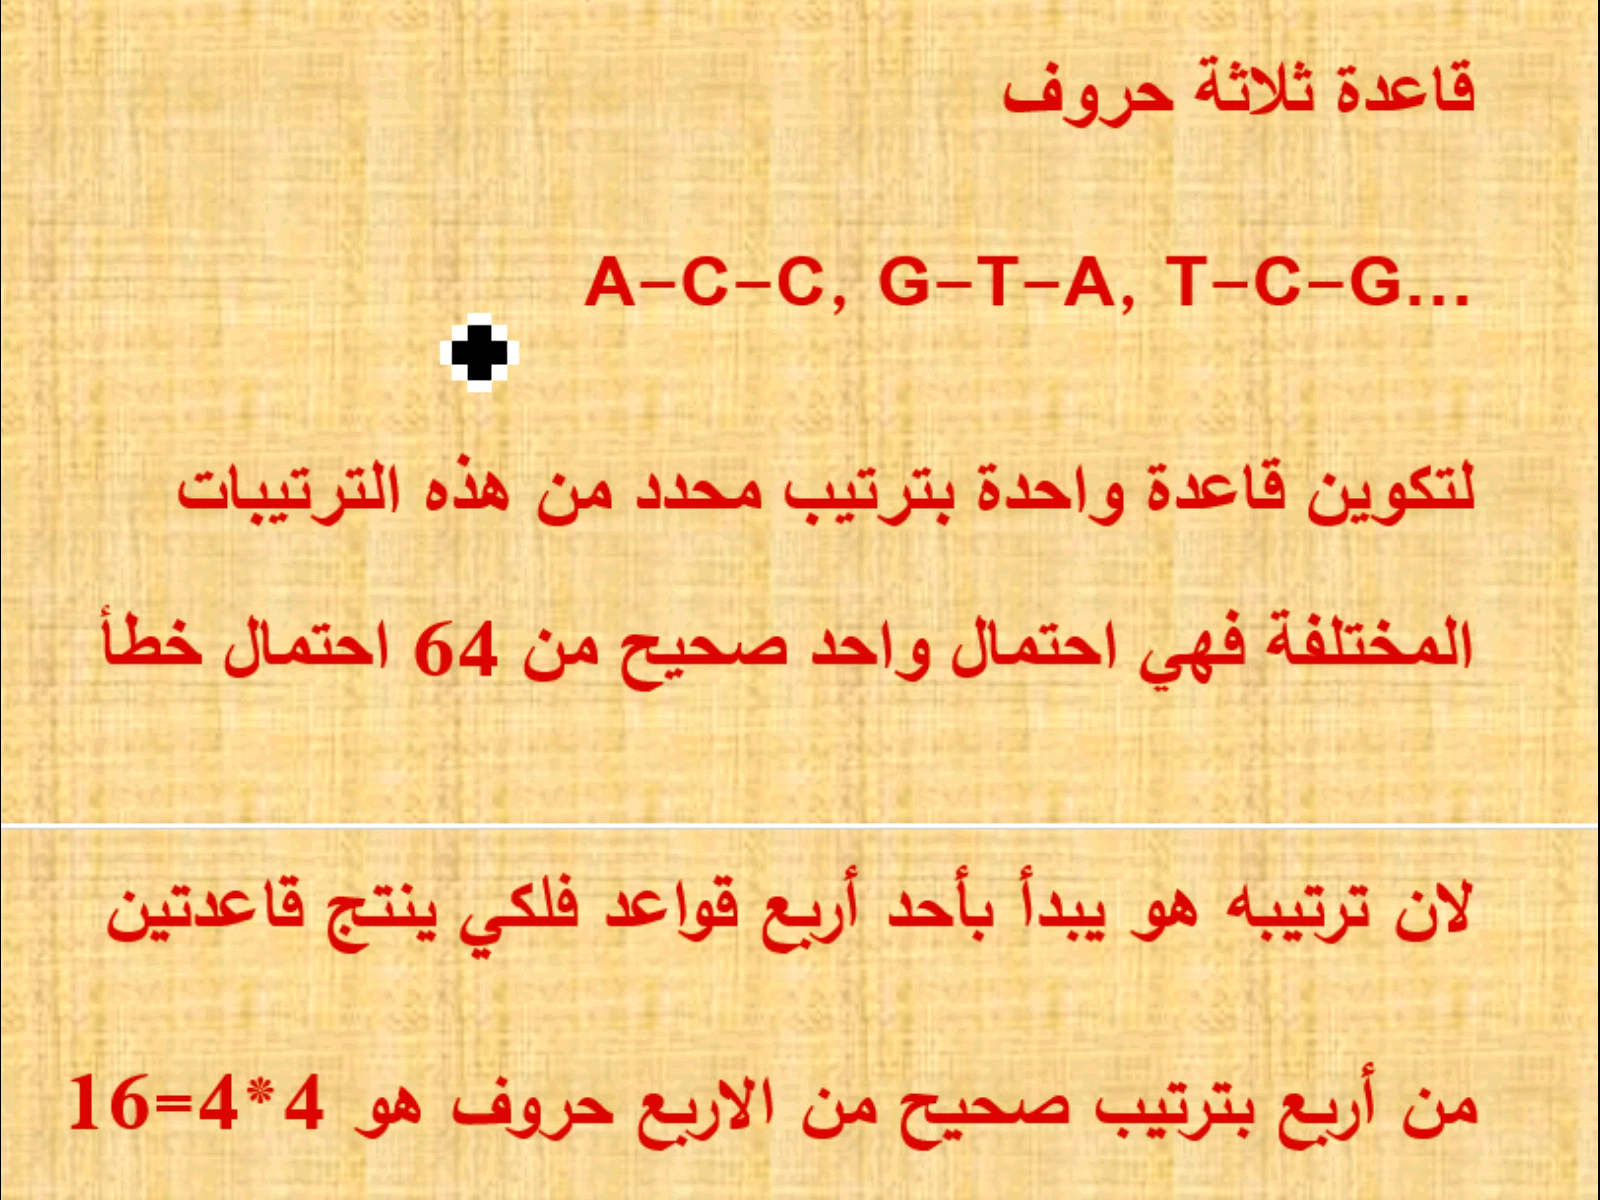 قاعدة ثلاثة حروف
A–C–C, G–T–A, T–C–G...
لتكوين قاعدة واحدة بترتيب محدد من هذه الترتيبات
المختلفة فهي احتمال واحد صحيح من 64 احتمال خطأ
لان ترتيبه هو يبدأ بأحد أربع قواعد فلكي ينتج قاعدتين
من أربع بترتيب صحيح من الاربع حروف هو 4*4=16